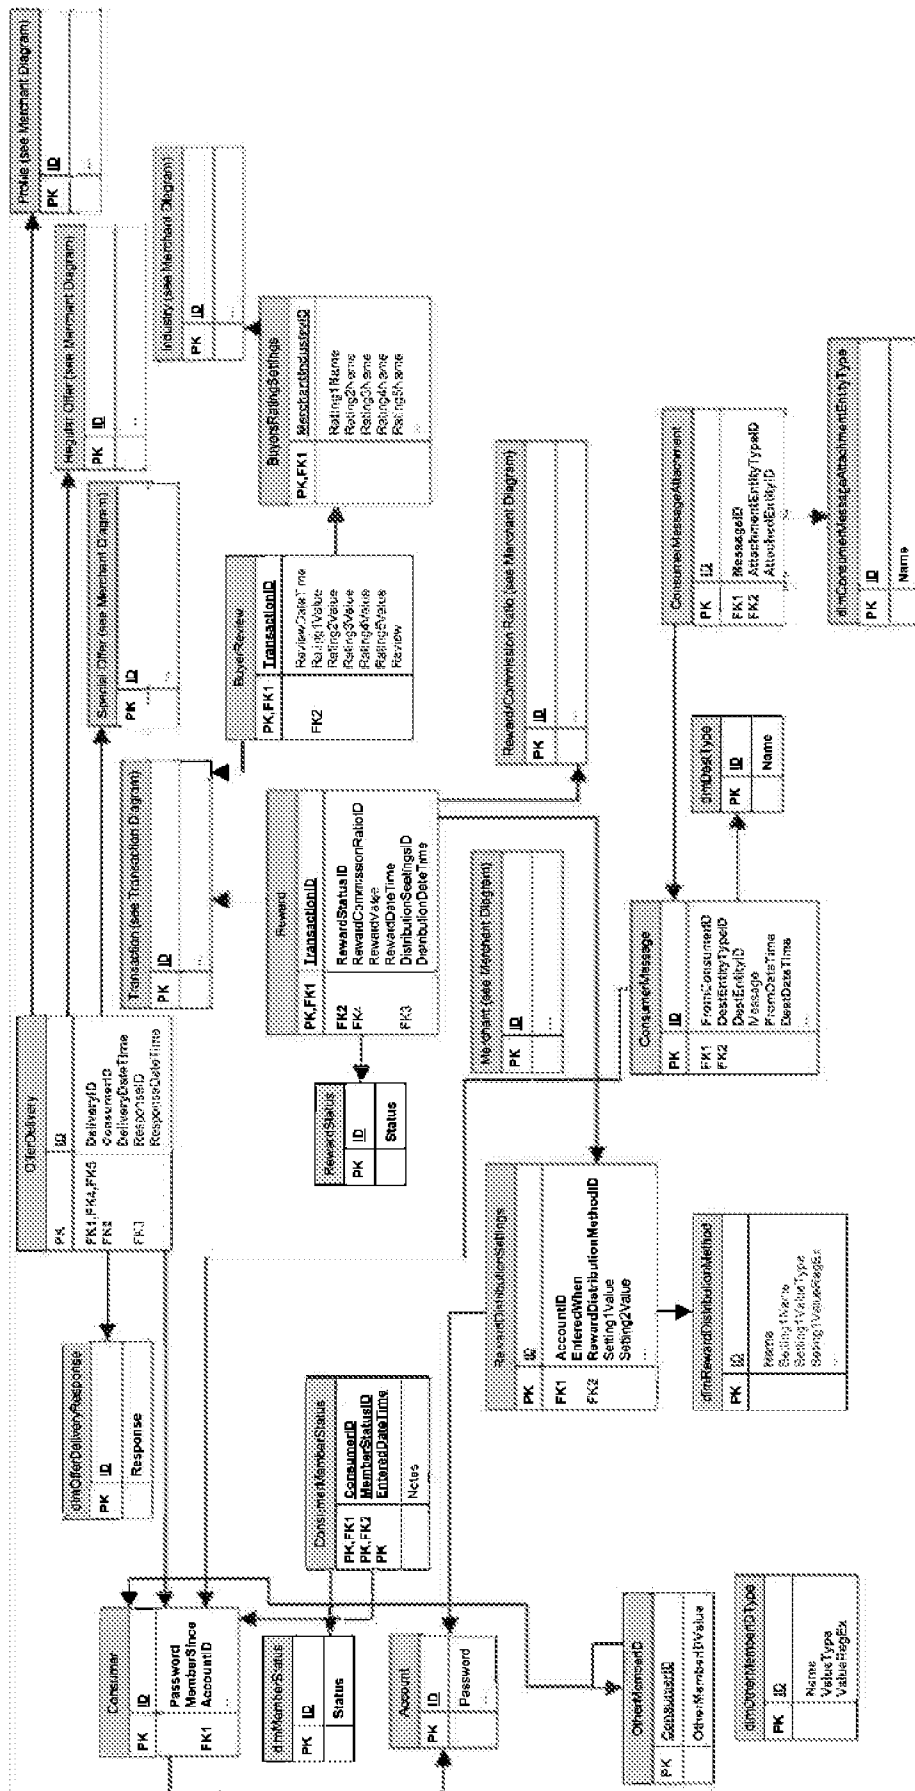 Consumer
PK ID
Password
MemberSince
FK1 AccountID
...
dimOfferDeliveryResponse
PK ID
Response
OfferDelivery
PK ID
FK1,FK4,FK5 DeliveryID
FK2 ConsumerID
DeliveryDateTime
FK3 ResponseID
ResponseDateTime
Profile (see Merchant Diagram)
PK ID
...
Regular Offer (see Merchant Diagram)
PK ID
...
Special Offer (see Merchant Diagram)
PK ID
...
Transaction (see Transaction Diagram)
PK ID
...
Industry (see Merchant Diagram)
PK ID
...
dimMemberStatus
PK ID
Status
ConsumerMemberStatus
PK,FK1 ConsumerID
PK,FK2 MemberStatusID
PK EnteredDateTime
Notes
RewardStatus
PK ID
Status
Reward
PK,FK1 TransactionID
FK2 RewardStatusID
FK4 RewardCommissionRatioID
RewardValue
RewardDateTime
FK3 DistributionSeetingsID
DistributionDateTime
BuyerReview
PK,FK1 TransactionID
ReviewDateTime
FK2 Rating1Value
Rating2Value
Rating3Value
Rating4Value
Rating5Value
Review
BuyersRatingSettings
PK,FK1 MerchantIndustryID
Rating1Name
Rating2Name
Rating3Name
Rating4Name
Rating5Name
...
Account
PK ID
Password
...
RewardDistributionSettings
PK ID
FK1 AccountID
EnteredWhen
FK2 RewardDistributionMethodID
Setting1Value
Setting2Value
...
Merchant (see Merchant Diagram)
PK ID
...
Reward/Commission Ratio (see Merchant Diagram)
PK ID
...
OtherMemberID
PK ConsumerID
OtherMemberIDValue
ConsumerMessage
PK ID
FK1 FromConsumerID
FK2 DestEntityTypeID
DestEntityID
Message
FromDateTime
DestDateTime
ConsumerMessageAttachment
PK ID
FK1 MessageID
FK2 AttachmentEntityTypeID
AttachedEntityID
dimRewardDistributionMethod
PK ID
Name
Setting1Name
Setting1ValueType
Setting1ValueRegEx
...
dimDestType
PK ID
Name
dimOtherMemberIDType
PK ID
Name
ValueType
ValueRegEx
dimConsumerMessageAttachmentEntityType
PK ID
Name